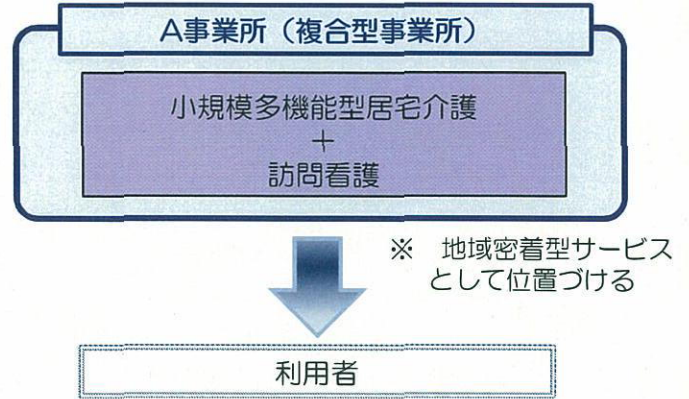 A事業所（複合型事業所）
小規模多機能型居宅介護
＋
訪問看護
※　地域密着型サービス
として位置づける
利用者